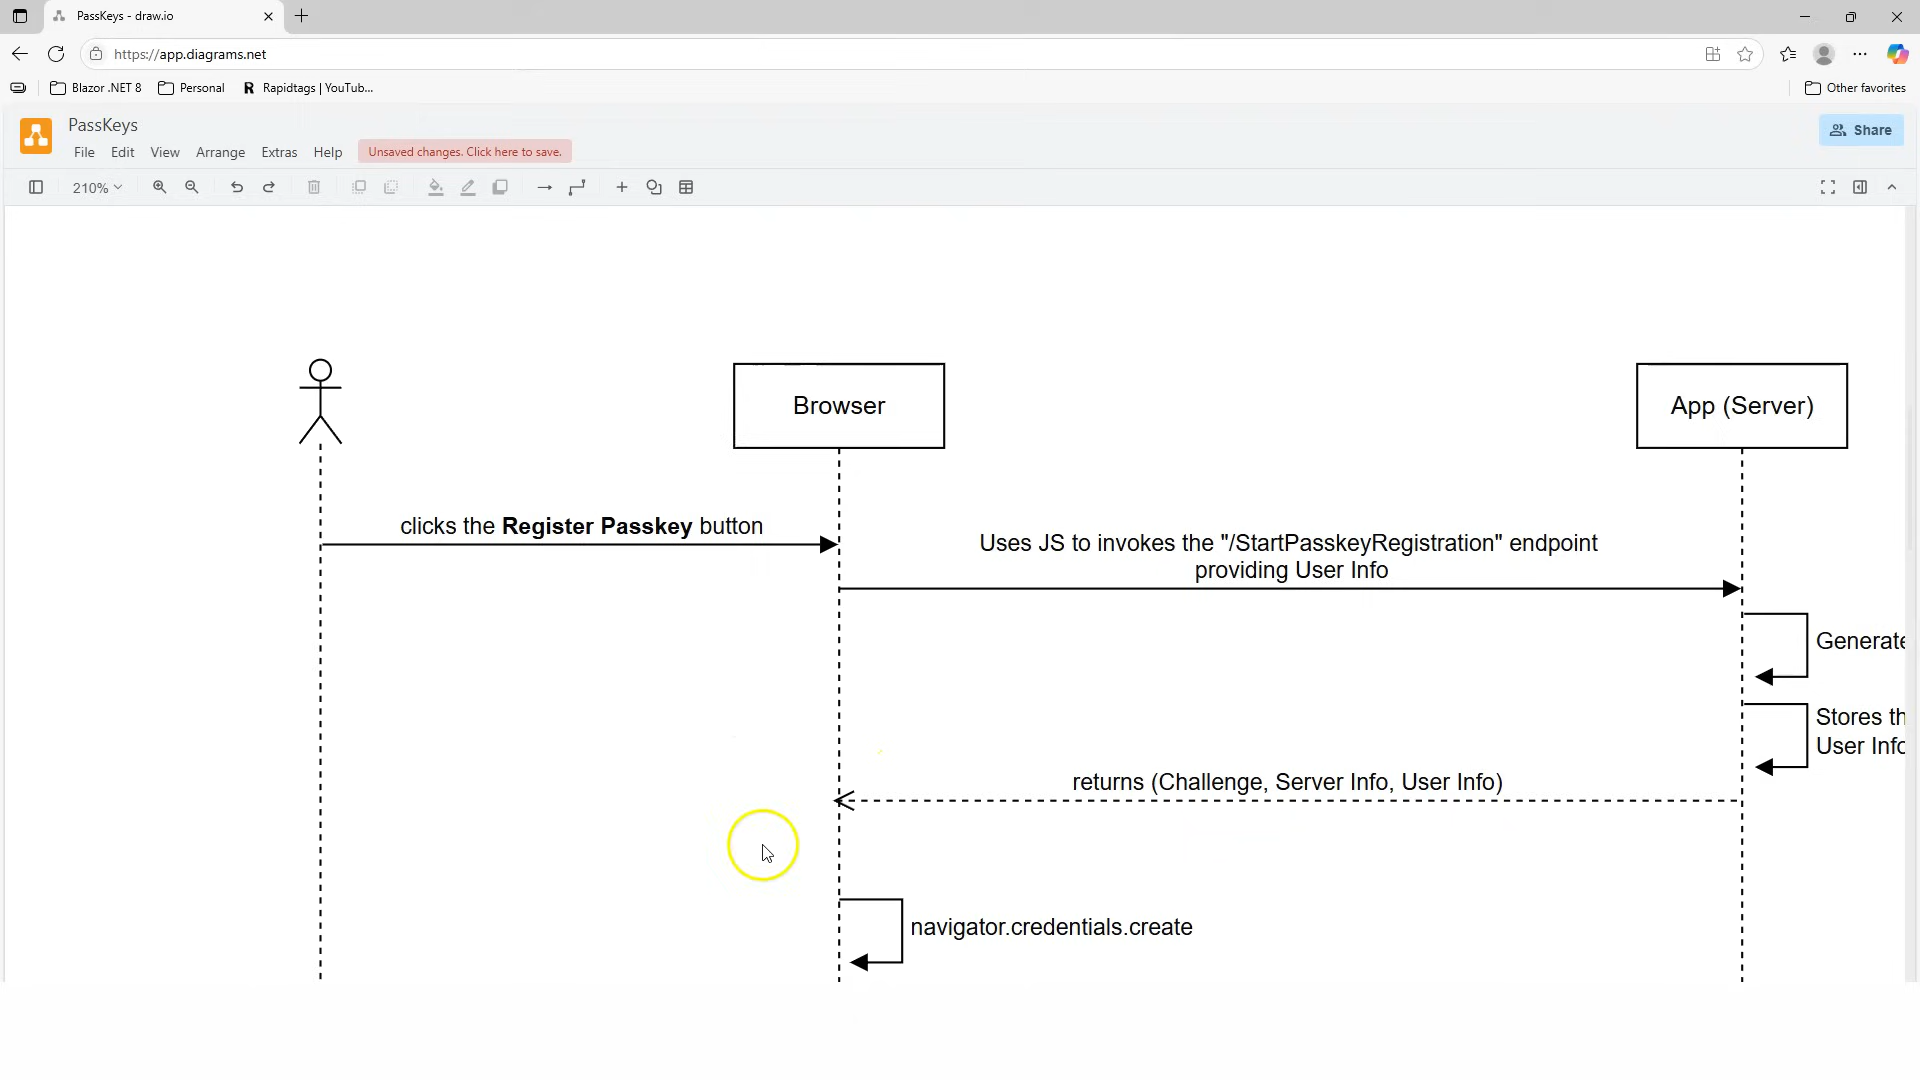 PassKeys - draw.io
https://app.diagrams.net
Blazor .NET 8
Personal
R Rapidtags | YouTub...
Other favorites
PassKeys
Share
File Edit View Arrange Extras Help
Unsaved changes. Click here to save.
210%
Browser
App (Server)
clicks the Register Passkey button
Uses JS to invokes the "/StartPasskeyRegistration" endpoint
providing User Info
Generate
Stores th
User Info
returns (Challenge, Server Info, User Info)
navigator.credentials.create